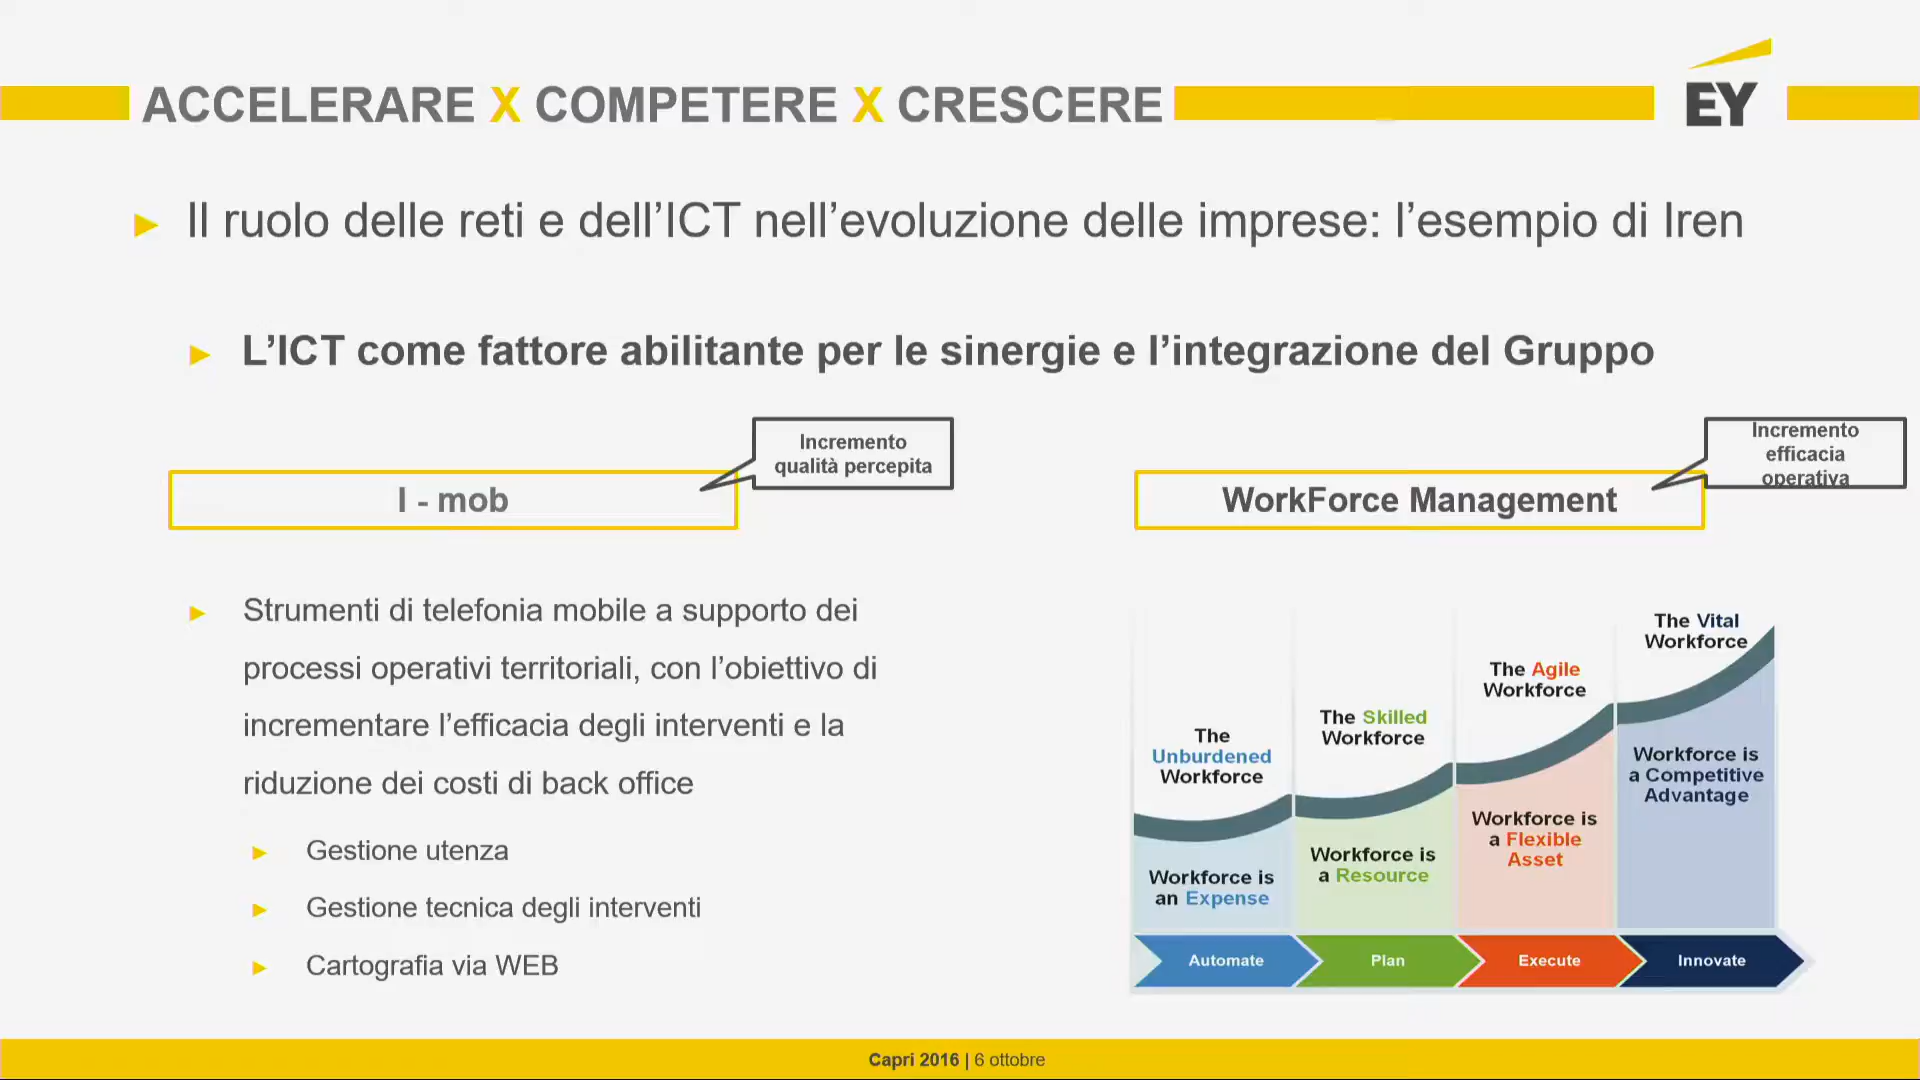 ACCELERARE X COMPETERE X CRESCERE
EY
Il ruolo delle reti e dell’ICT nell’evoluzione delle imprese: l’esempio di Iren
L’ICT come fattore abilitante per le sinergie e l’integrazione del Gruppo
Incremento
qualità percepita
I - mob
Strumenti di telefonia mobile a supporto dei
processi operativi territoriali, con l’obiettivo di
incrementare l’efficacia degli interventi e la
riduzione dei costi di back office
Gestione utenza
Gestione tecnica degli interventi
Cartografia via WEB
Incremento
efficacia
operativa
WorkForce Management
The
Unburdened
Workforce
Workforce is
an Expense
Automate
The Skilled
Workforce
Workforce is
a Resource
Plan
The Agile
Workforce
Workforce is
a Flexible
Asset
Execute
The Vital
Workforce
Workforce is
a Competitive
Advantage
Innovate
Capri 2016 | 6 ottobre